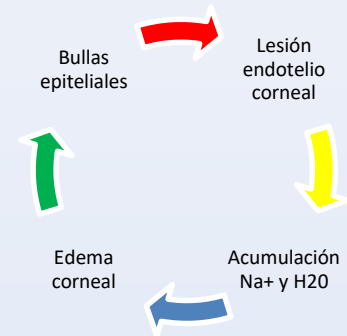 Bullas
epiteliales
Lesión
endotelio
corneal
Acumulación
Na+ y H20
Edema
corneal